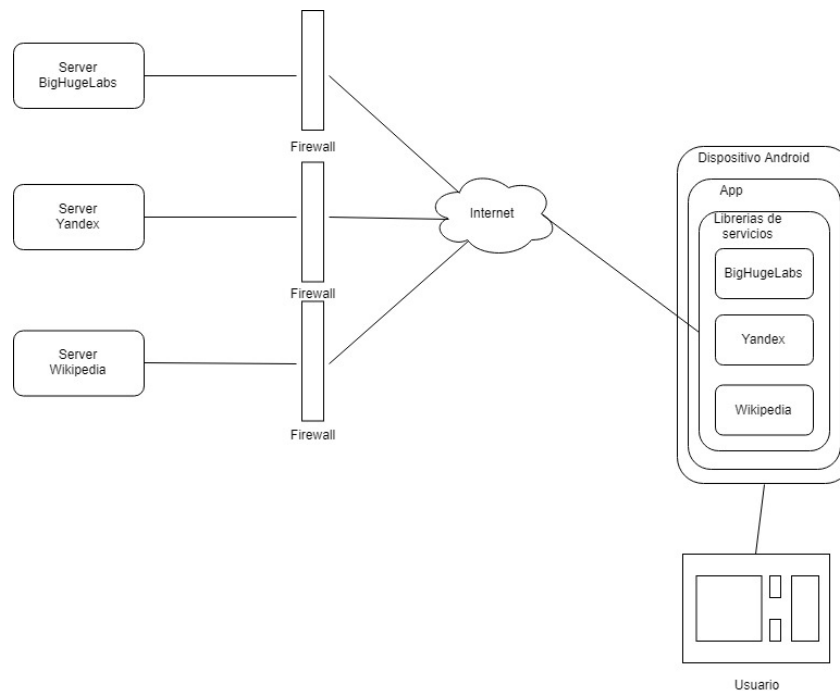 Server
BigHugeLabs
Firewall
Server
Yandex
Firewall
Server
Wikipedia
Firewall
Internet
Dispositivo Android
App
Librerias de
servicios
BigHugeLabs
Yandex
Wikipedia
Usuario